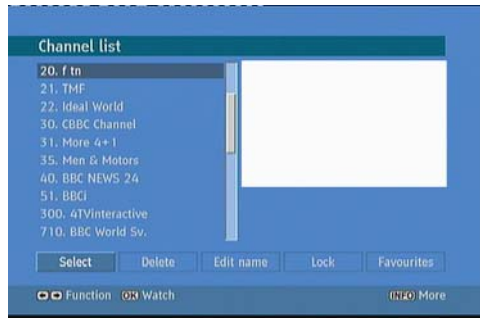 Channel list
20. f tn
21. TMF
22. Ideal World
30. CBBC Channel
31. More 4+1
35. Men & Motors
40. BBC NEWS 24
51. BBCi
300. 4TVinteractive
710. BBC World Sv.
Select Delete Edit name Lock Favourites
Function OK Watch INFO More